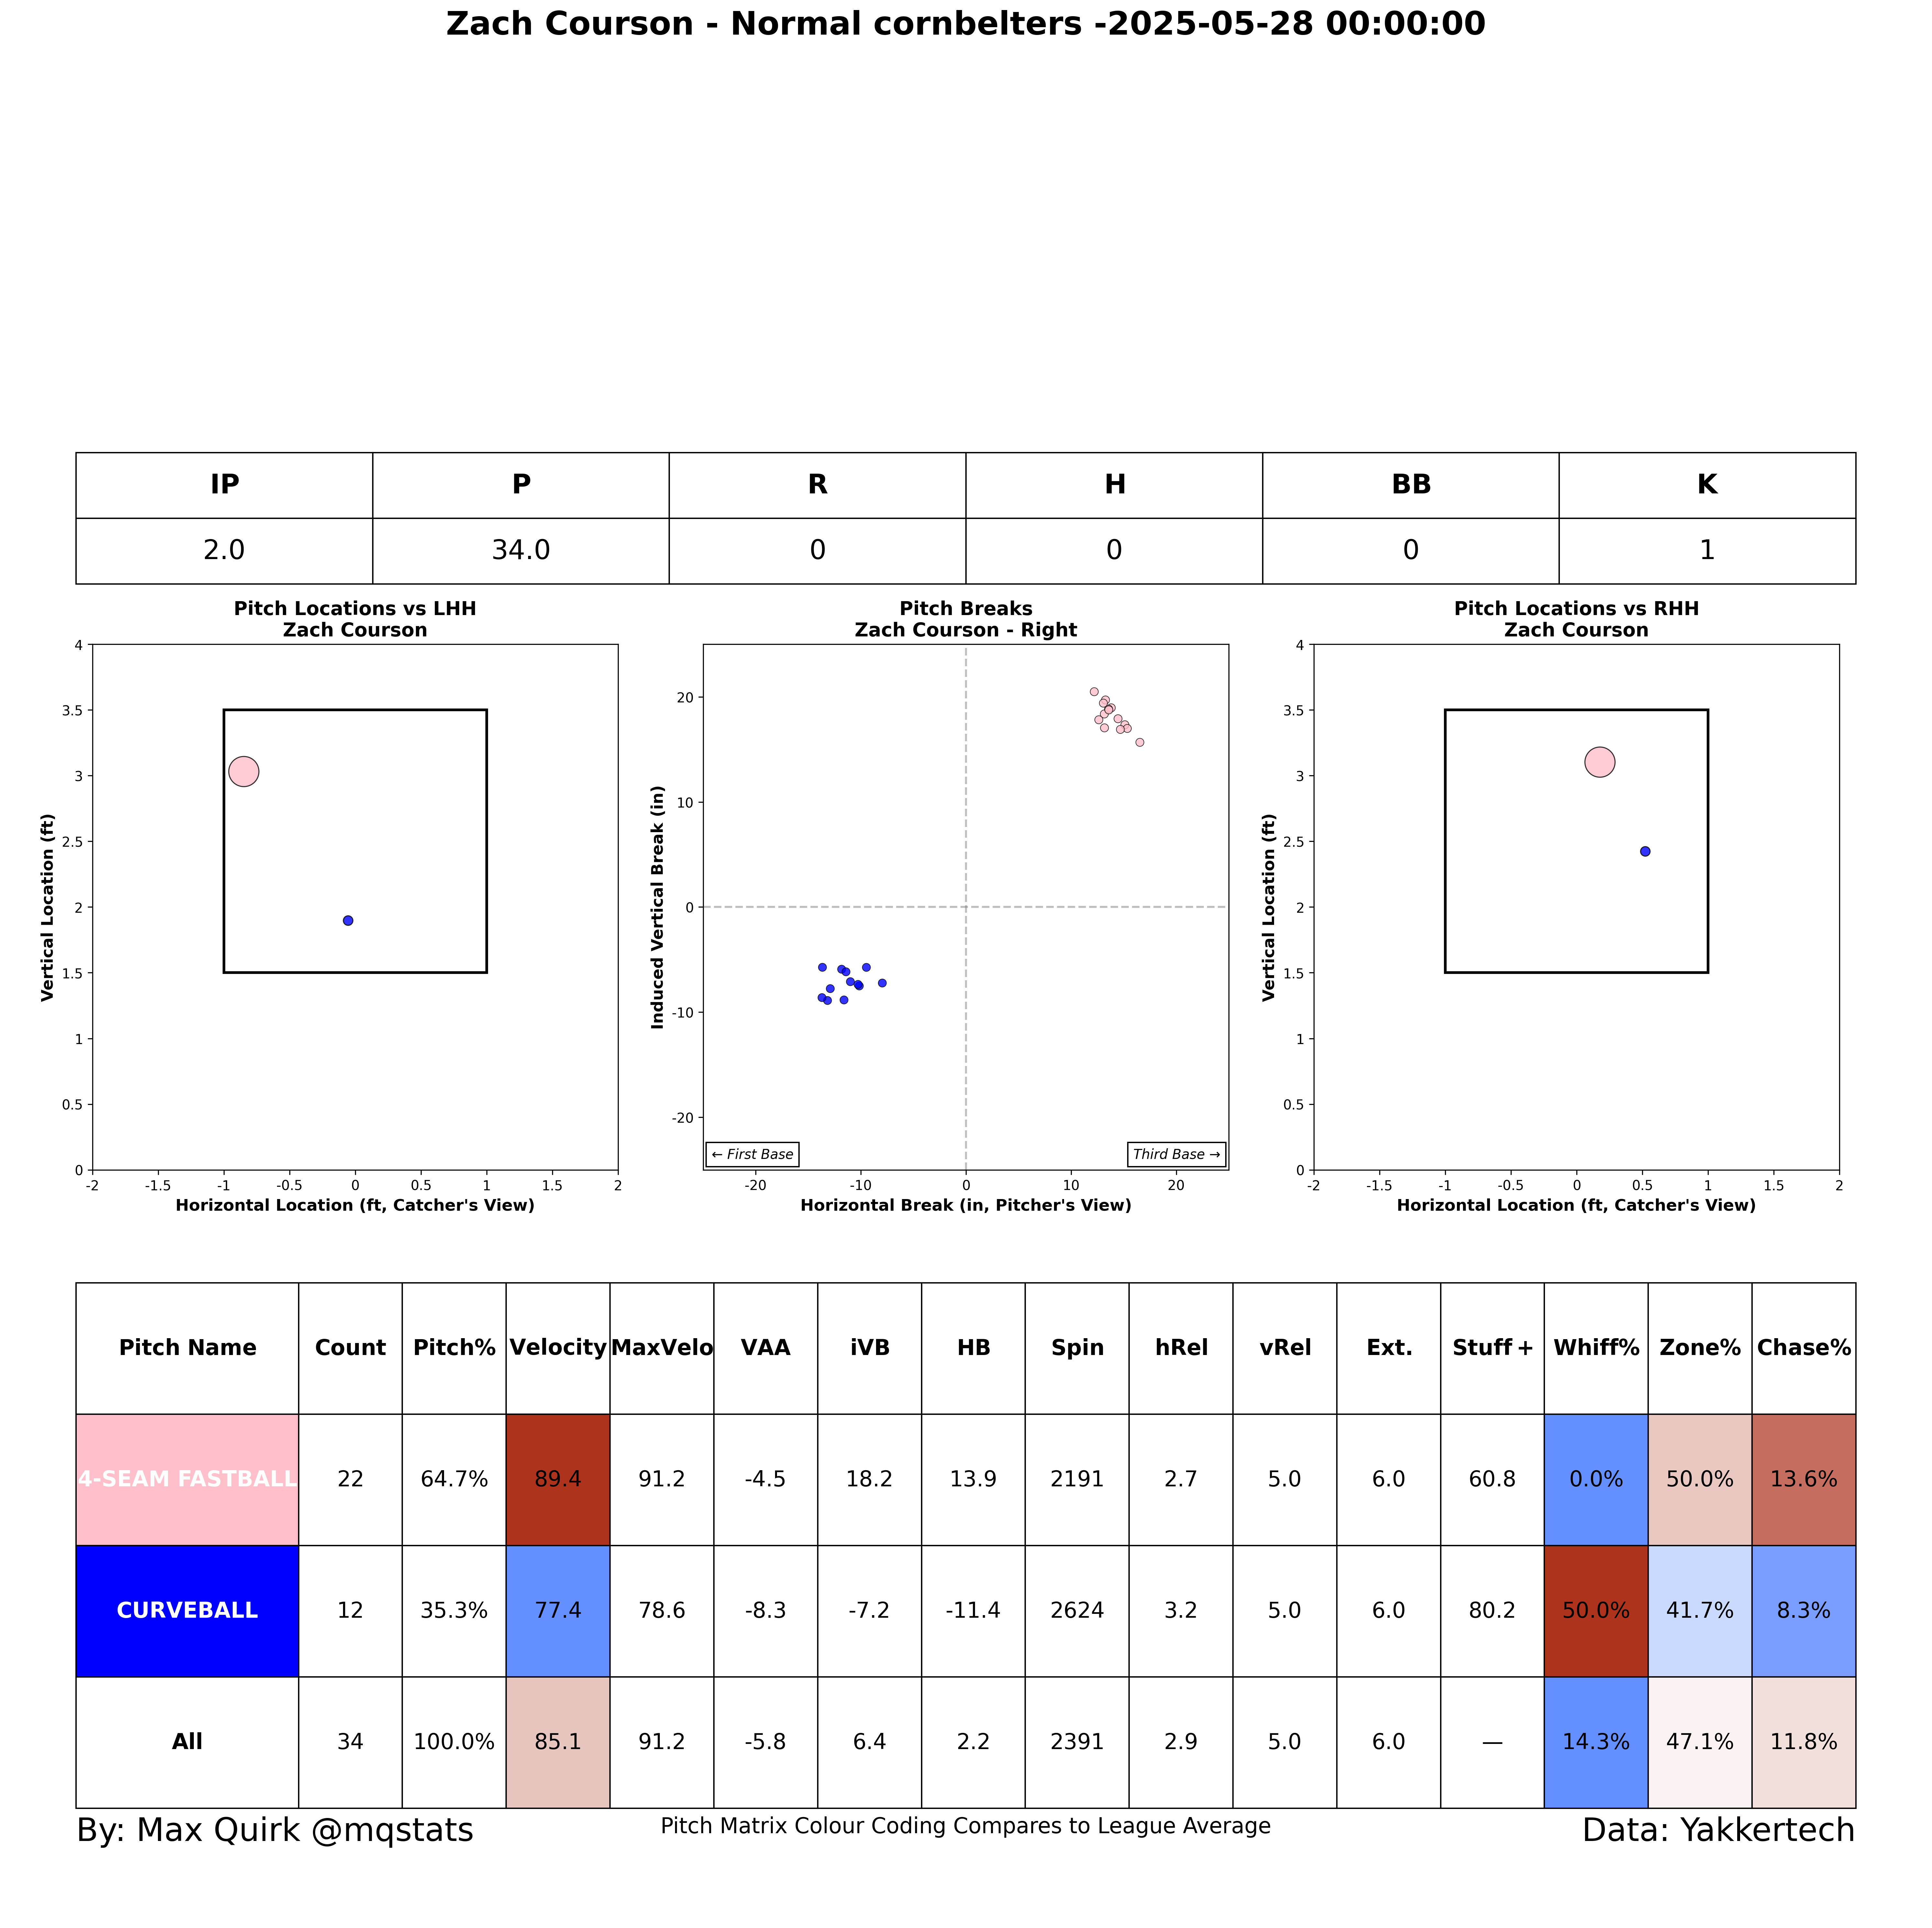 Zach Courson - Normal cornbelters -2025-05-28 00:00:00
IP P R H BB K
2.0 34.0 0 0 0 1
Pitch Locations vs LHH
Zach Courson
4
3.5
3
2.5
2
1.5
1
0.5
0
Vertical Location (ft)
-2 -1.5 -1 -0.5 0 0.5 1 1.5 2
Horizontal Location (ft, Catcher's View)
Pitch Breaks
Zach Courson - Right
20
10
0
-10
-20
Induced Vertical Break (in)
← First Base
Third Base →
-20 -10 0 10 20
Horizontal Break (in, Pitcher's View)
Pitch Locations vs RHH
Zach Courson
4
3.5
3
2.5
2
1.5
1
0.5
0
Vertical Location (ft)
-2 -1.5 -1 -0.5 0 0.5 1 1.5 2
Horizontal Location (ft, Catcher's View)
Pitch Name Count Pitch% Velocity MaxVelo VAA iVB HB Spin hRel vRel Ext. Stuff+ Whiff% Zone% Chase%
4-SEAM FASTBALL 22 64.7% 89.4 91.2 -4.5 18.2 13.9 2191 2.7 5.0 6.0 60.8 0.0% 50.0% 13.6%
CURVEBALL 12 35.3% 77.4 78.6 -8.3 -7.2 -11.4 2624 3.2 5.0 6.0 80.2 50.0% 41.7% 8.3%
All 34 100.0% 85.1 91.2 -5.8 6.4 2.2 2391 2.9 5.0 6.0 — 14.3% 47.1% 11.8%
By: Max Quirk @mqstats
Pitch Matrix Colour Coding Compares to League Average
Data: Yakkertech